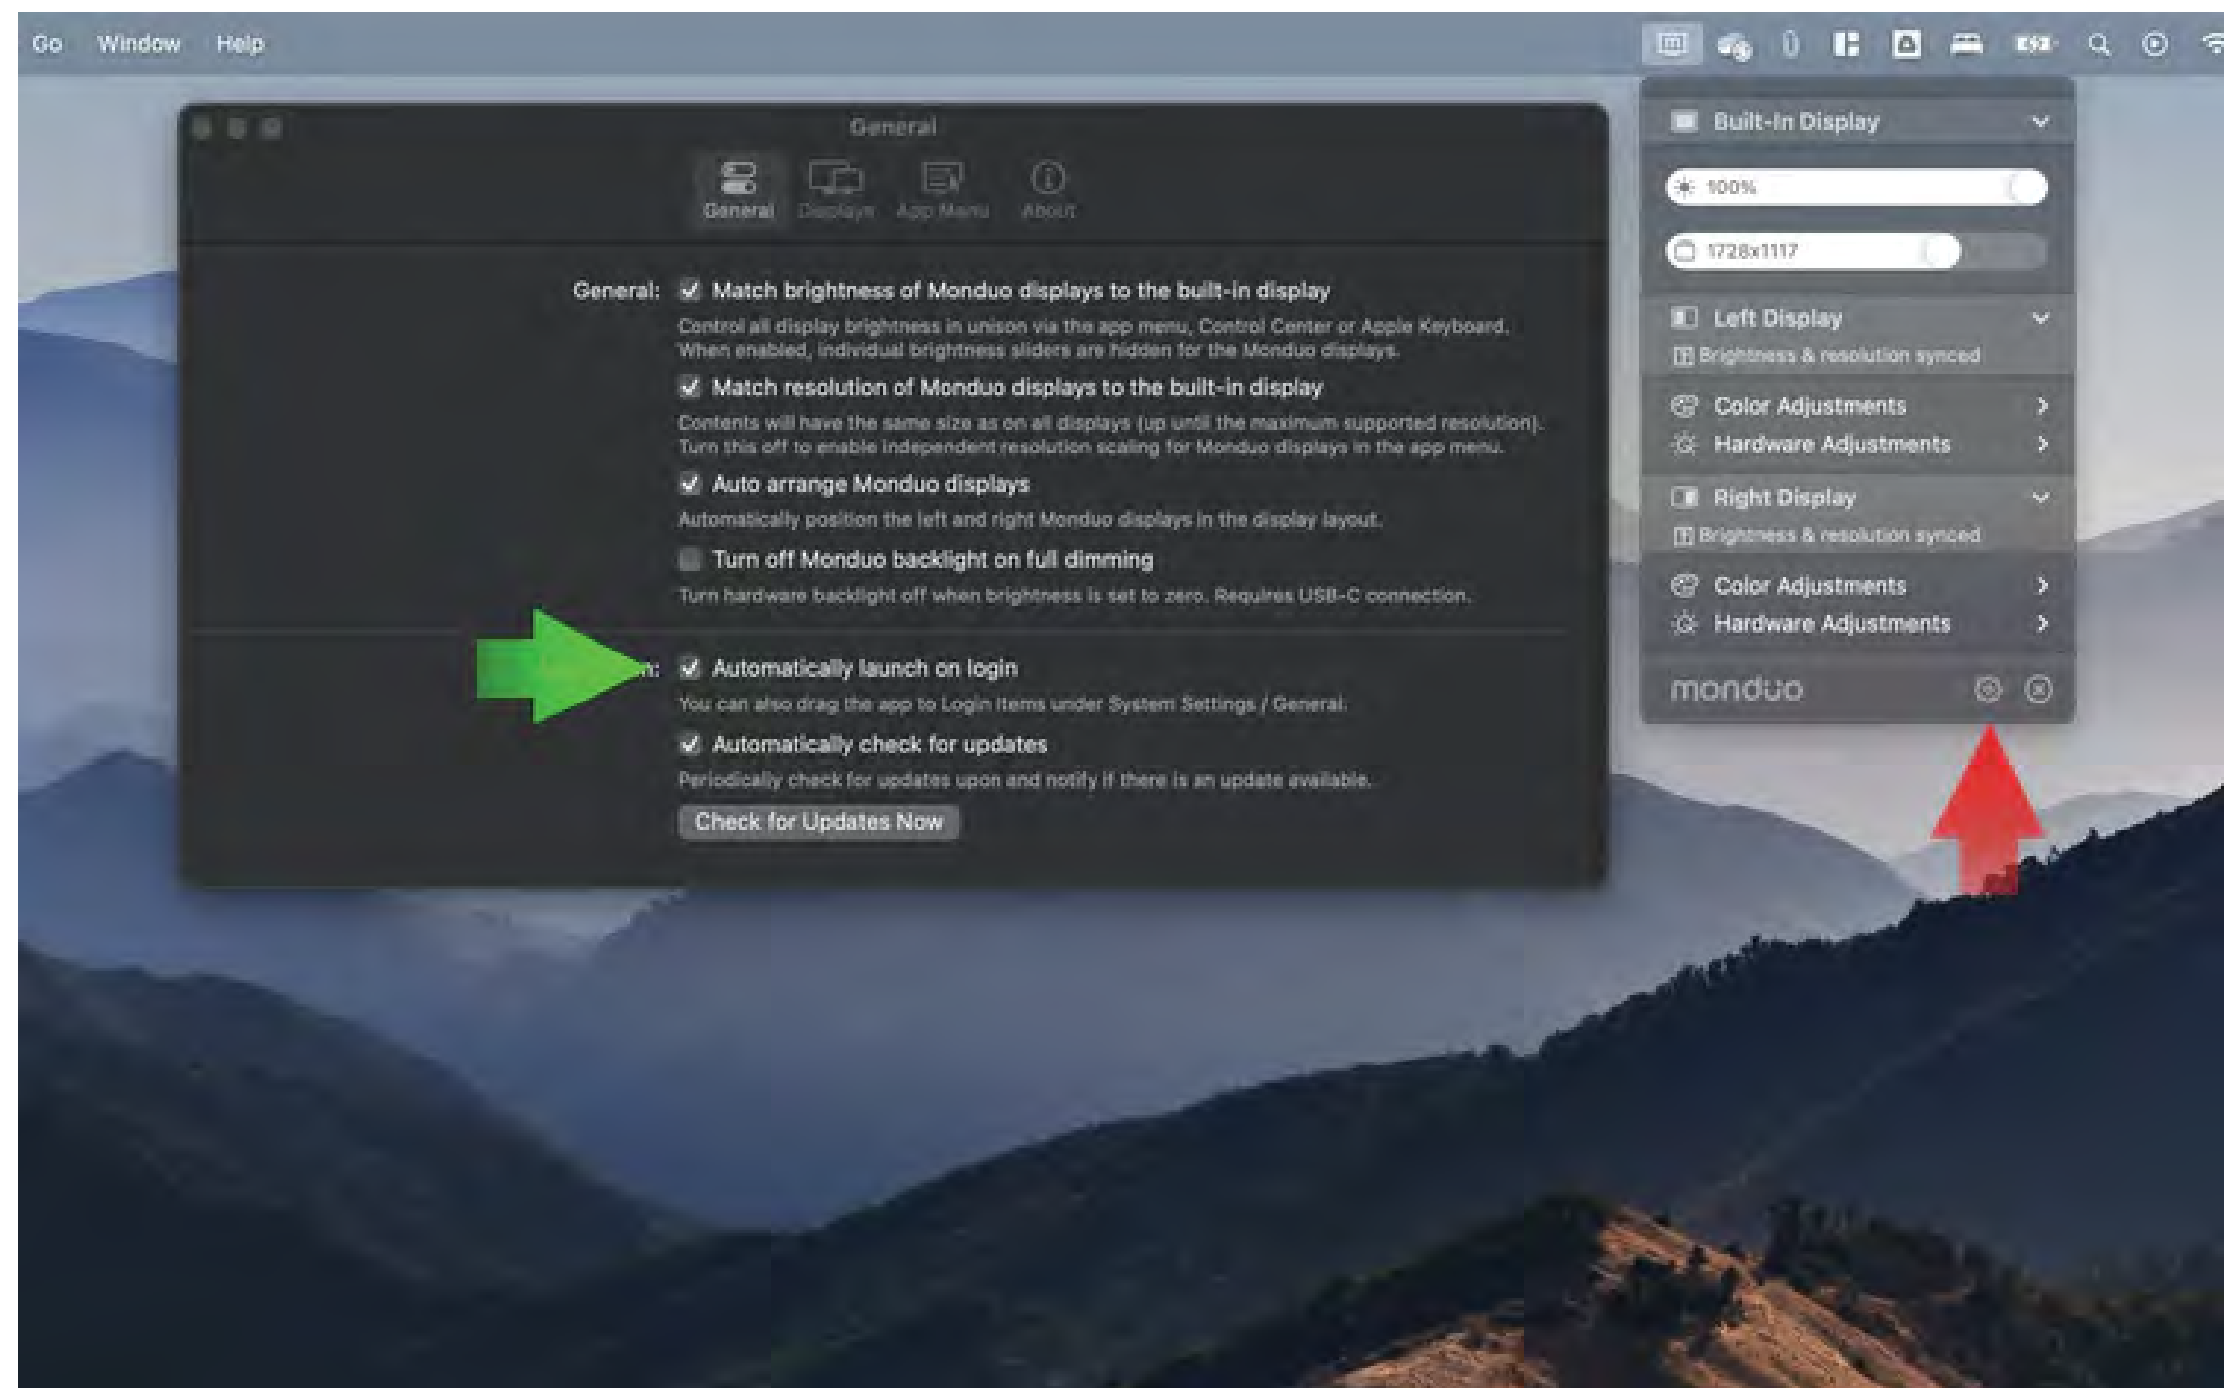 Go Window Help
General
General Displays App Menu About
General: Match brightness of Monduo displays to the built-in display
Control all display brightness in unison via the app menu, Control Center or Apple Keyboard.
When enabled, individual brightness sliders are hidden for the Monduo displays.
Match resolution of Monduo displays to the built-in display
Contents will have the same size as on all displays (up until the maximum supported resolution).
Turn this off to enable independent resolution scaling for Monduo displays in the app menu.
Auto arrange Monduo displays
Automatically position the left and right Monduo displays in the display layout.
Turn off Monduo backlight on full dimming
Turn hardware backlight off when brightness is set to zero. Requires USB-C connection.
Automatically launch on login
You can also drag the app to Login Items under System Settings / General.
Automatically check for updates
Periodically check for updates upon and notify if there is an update available.
Check for Updates Now
Built-In Display
100%
1728x1117
Left Display
Brightness & resolution synced
Color Adjustments
Hardware Adjustments
Right Display
Brightness & resolution synced
Color Adjustments
Hardware Adjustments
monduo